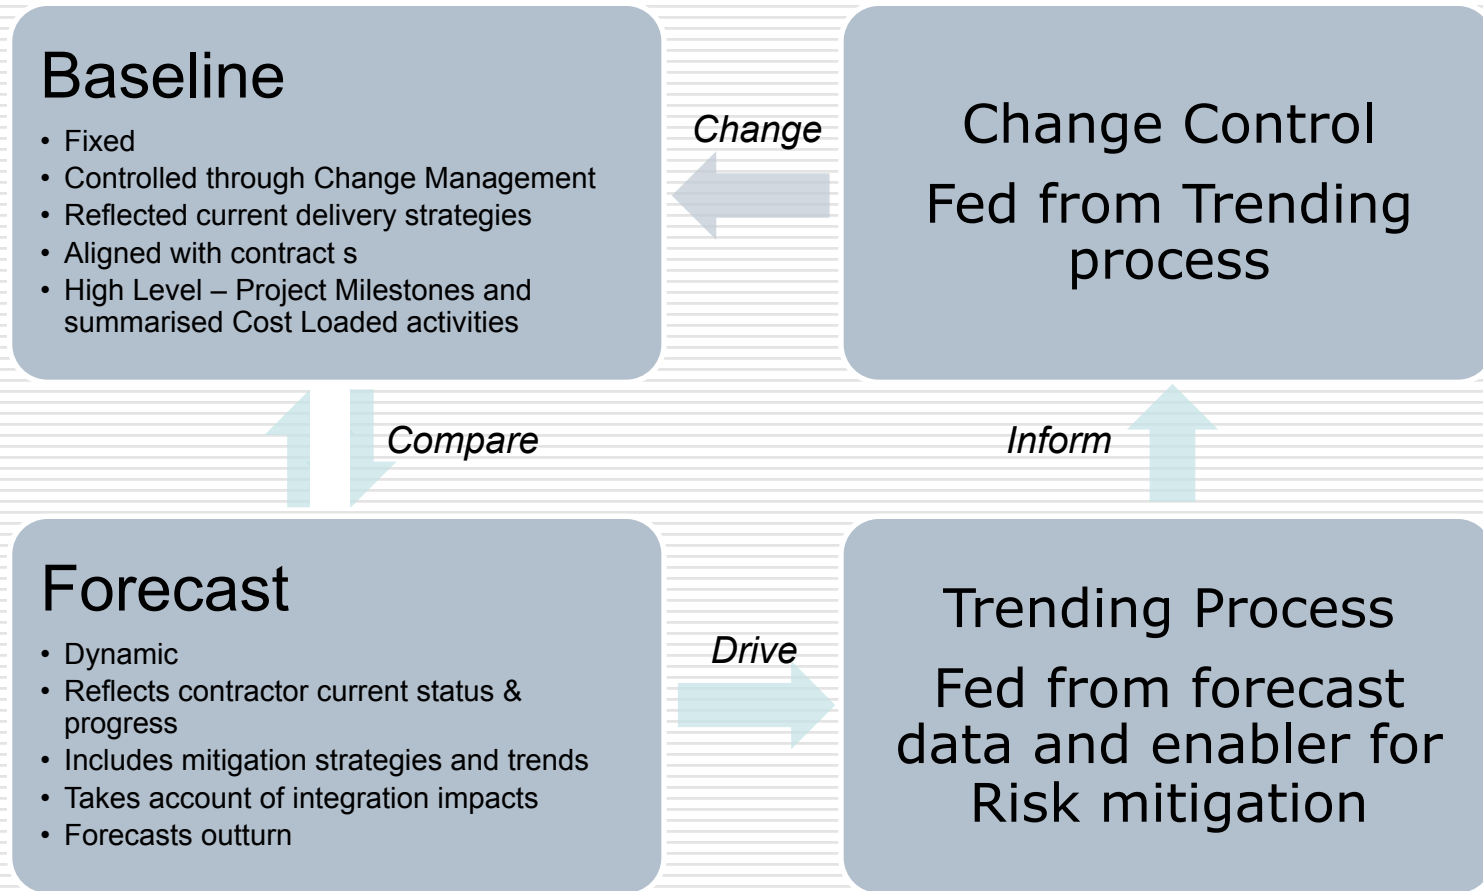 Baseline
• Fixed
• Controlled through Change Management
• Reflected current delivery strategies
• Aligned with contract s
• High Level – Project Milestones and
summarised Cost Loaded activities
Change
Change Control
Fed from Trending
process
Compare
Inform
Forecast
• Dynamic
• Reflects contractor current status &
progress
• Includes mitigation strategies and trends
• Takes account of integration impacts
• Forecasts outturn
Drive
Trending Process
Fed from forecast
data and enabler for
Risk mitigation